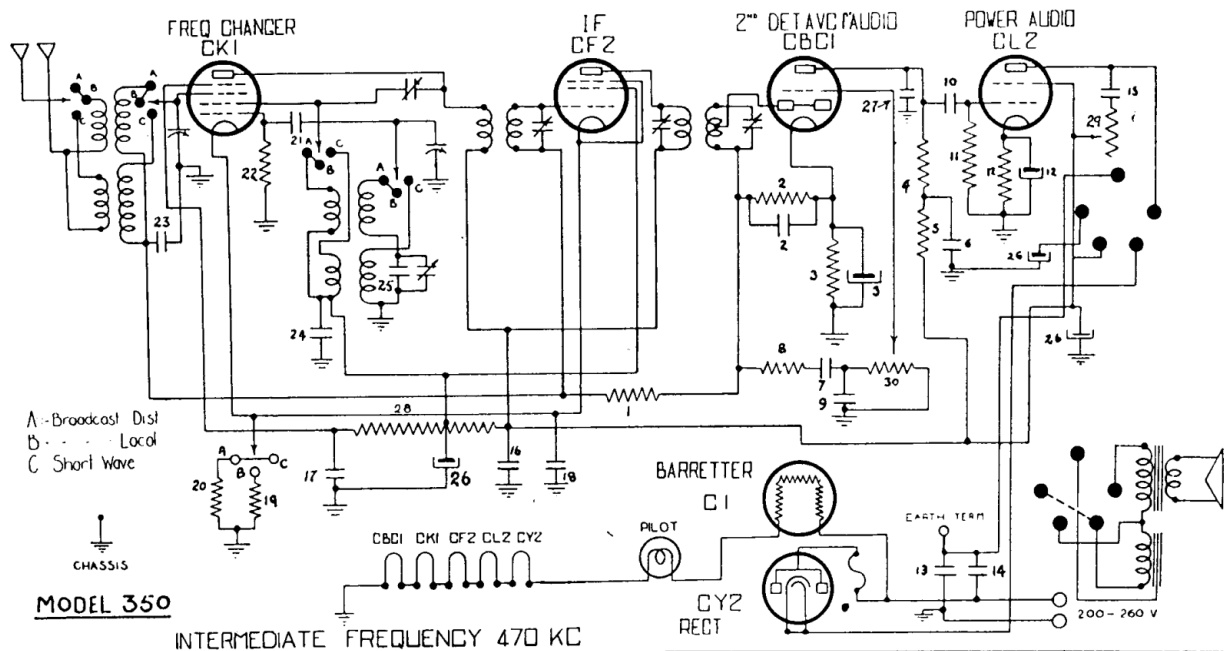 FREQ CHANGER
CK1
IF
CF2
2ND DET AVC 1'AUDIO
CBC1
POWER AUDIO
CL2
A
B
C
A
B
C
23
22
21
A
B
C
A
B
C
24
25
2
2
3
3
27
10
4
5
6
11
12
12
15
29
26
26
8
7
9
30
1
28
A:-Broadcast Dist
B - - - - Local
C Short Wave
A
B
C
20
19
17
26
16
18
CHASSIS
MODEL 350
CBC1 CK1 CF2 CL2 CY2
PILOT
BARRETTER
C1
CY2
RECT
EARTH TERM
13
14
200-260 V
INTERMEDIATE FREQUENCY 470 KC